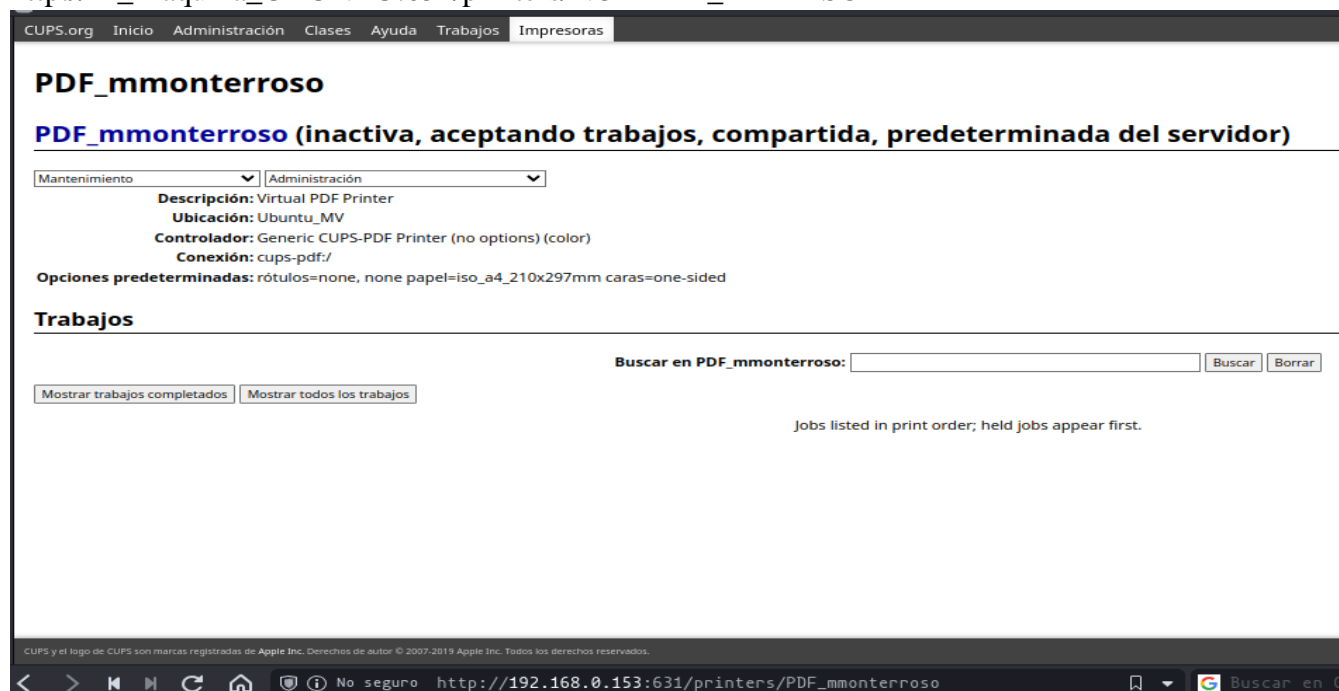 CUPS.org Inicio Administración Clases Ayuda Trabajos Impresoras
PDF_mmonterroso
PDF_mmonterroso (inactiva, aceptando trabajos, compartida, predeterminada del servidor)
Mantenimiento Administración
Descripción: Virtual PDF Printer
Ubicación: Ubuntu_MV
Controlador: Generic CUPS-PDF Printer (no options) (color)
Conexión: cups-pdf:/
Opciones predeterminadas: rótulos=none, none papel=iso_a4_210x297mm caras=one-sided
Trabajos
Buscar en PDF_mmonterroso: Buscar Borrar
Mostrar trabajos completados Mostrar todos los trabajos
Jobs listed in print order; held jobs appear first.
CUPS y el logo de CUPS son marcas registradas de Apple Inc. Derechos de autor © 2007-2019 Apple Inc. Todos los derechos reservados.
No seguro http://192.168.0.153:631/printers/PDF_mmonterroso Buscar en